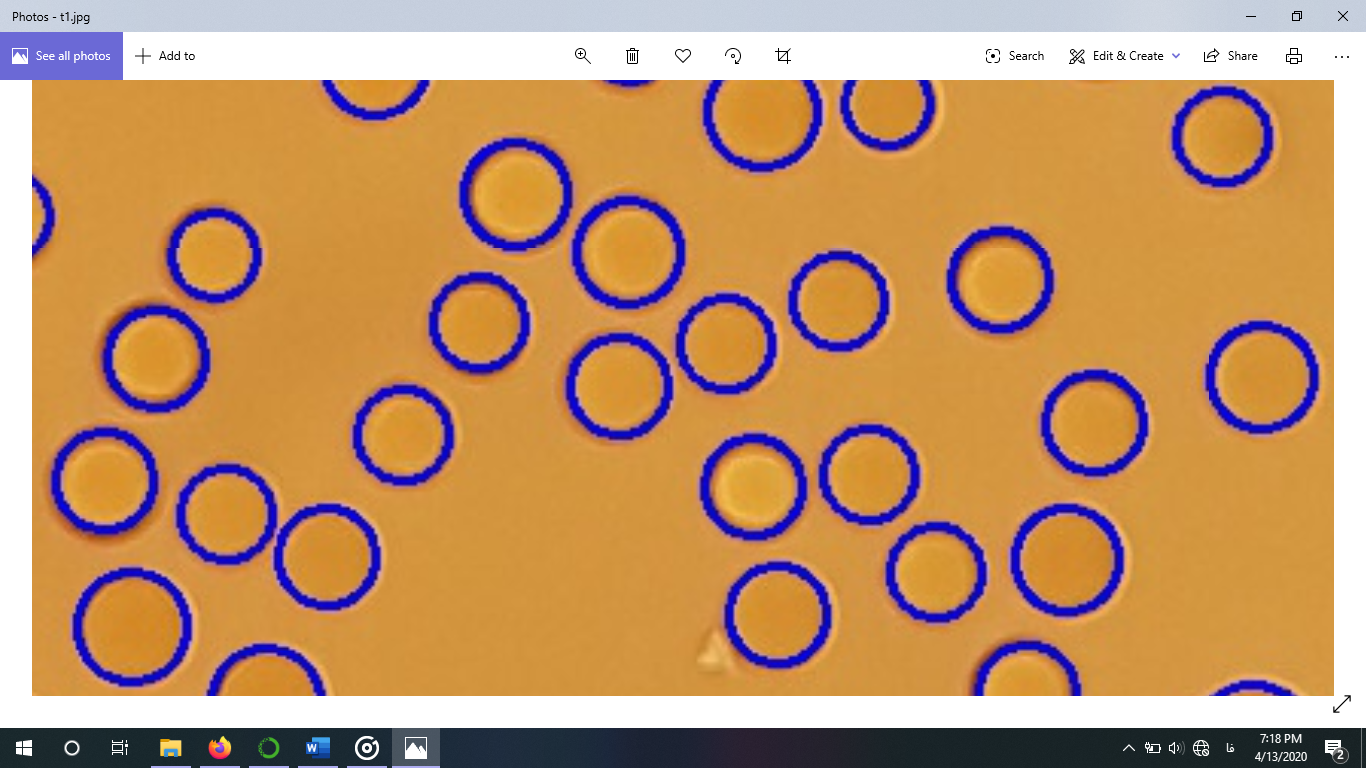 Photos - t1.jpg
See all photos
Add to
Search
Edit & Create
Share
7:18 PM
فا
4/13/2020
2